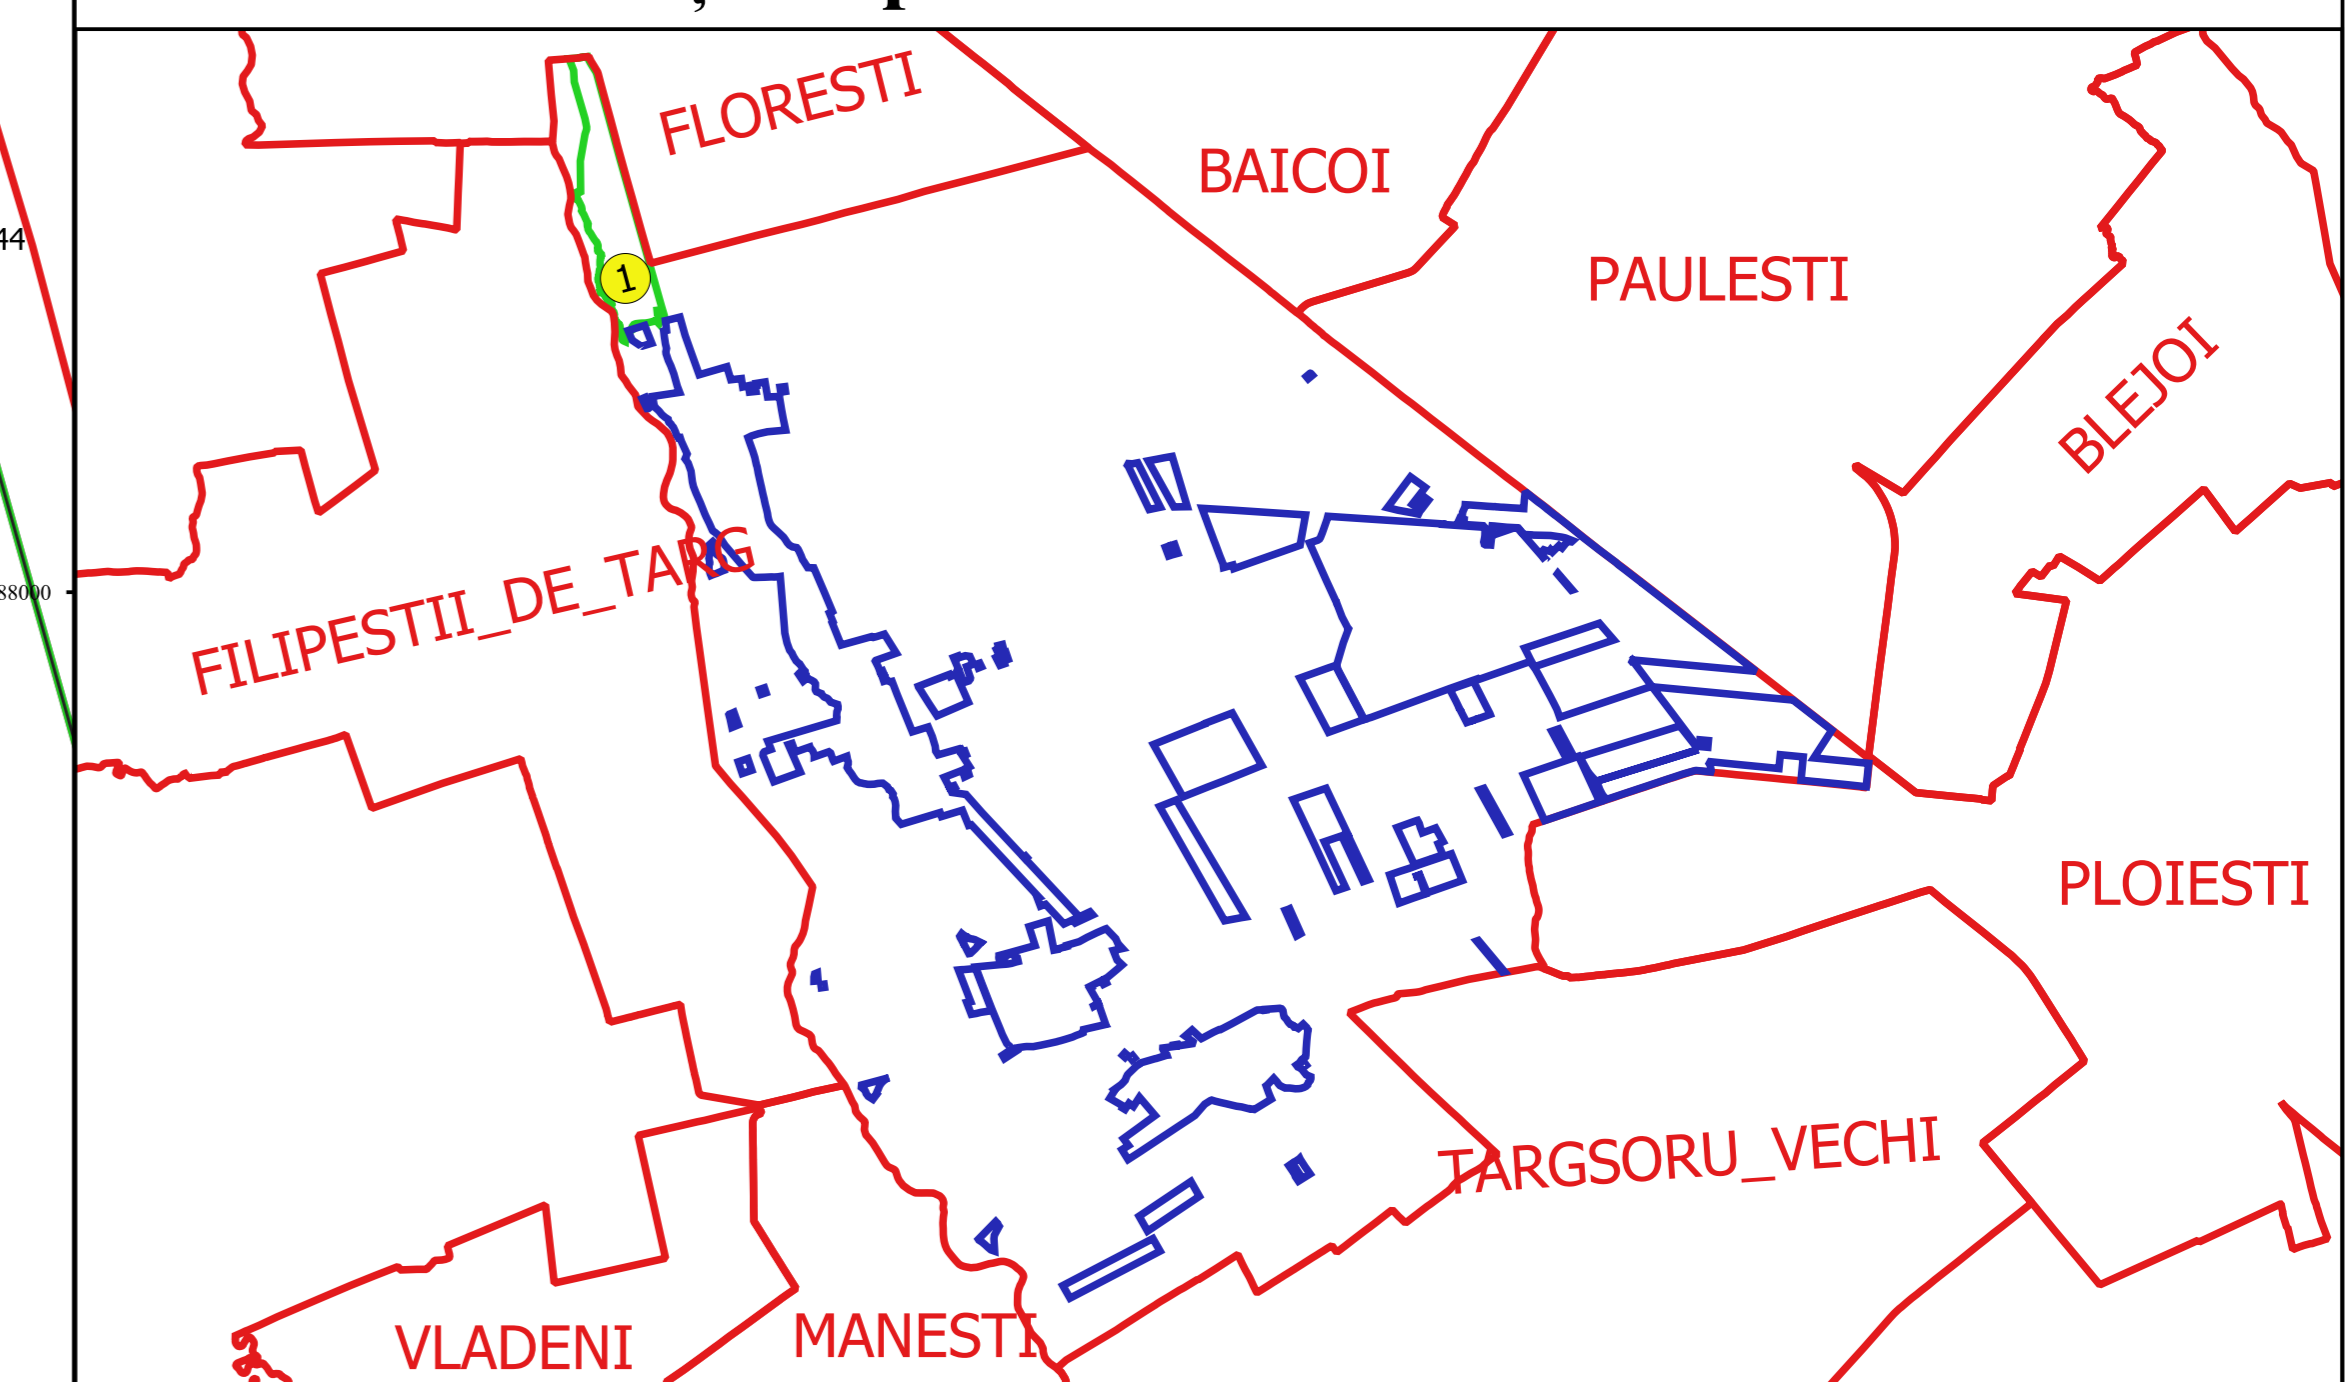 FLORESTI
BAICOI
44
PAULESTI
1
BLEJOI
88000
FILIPESTII_DE_TARG
PLOIESTI
TARGSORU_VECHI
VLADENI
MANESTI